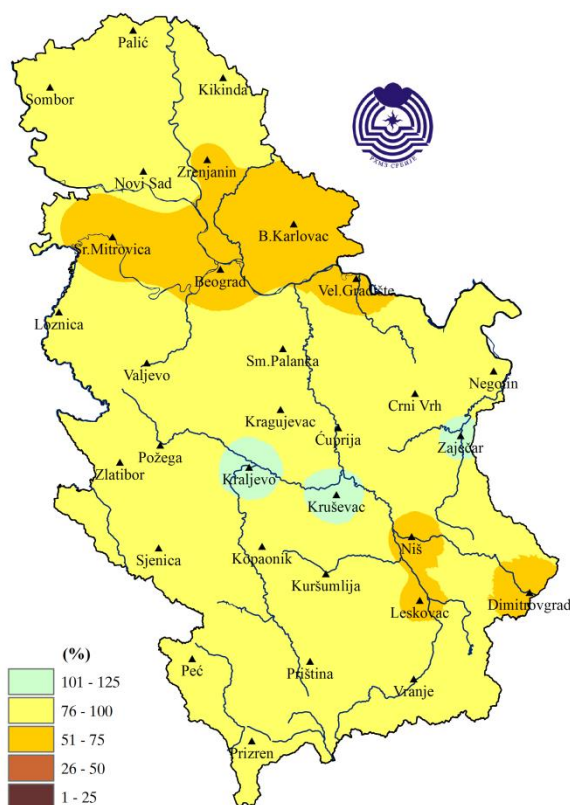 Palić
Kikinda
Sombor
Zrenjanin
Novi Sad
РХМЗ СРБИЈЕ
B.Karlovac
Sr.Mitrovica
Beograd
Vel.Gradište
Loznica
Sm.Palanka
Valjevo
Negotin
Crni Vrh
Kragujevac
Ćuprija
Zaječar
Požega
Zlatibor
Kraljevo
Kruševac
Niš
Sjenica
Kopaonik
Kuršumlija
Dimitrovgrad
Leskovac
Peć
Priština
Vranje
Prizren
(%)
101 - 125
76 - 100
51 - 75
26 - 50
1 - 25